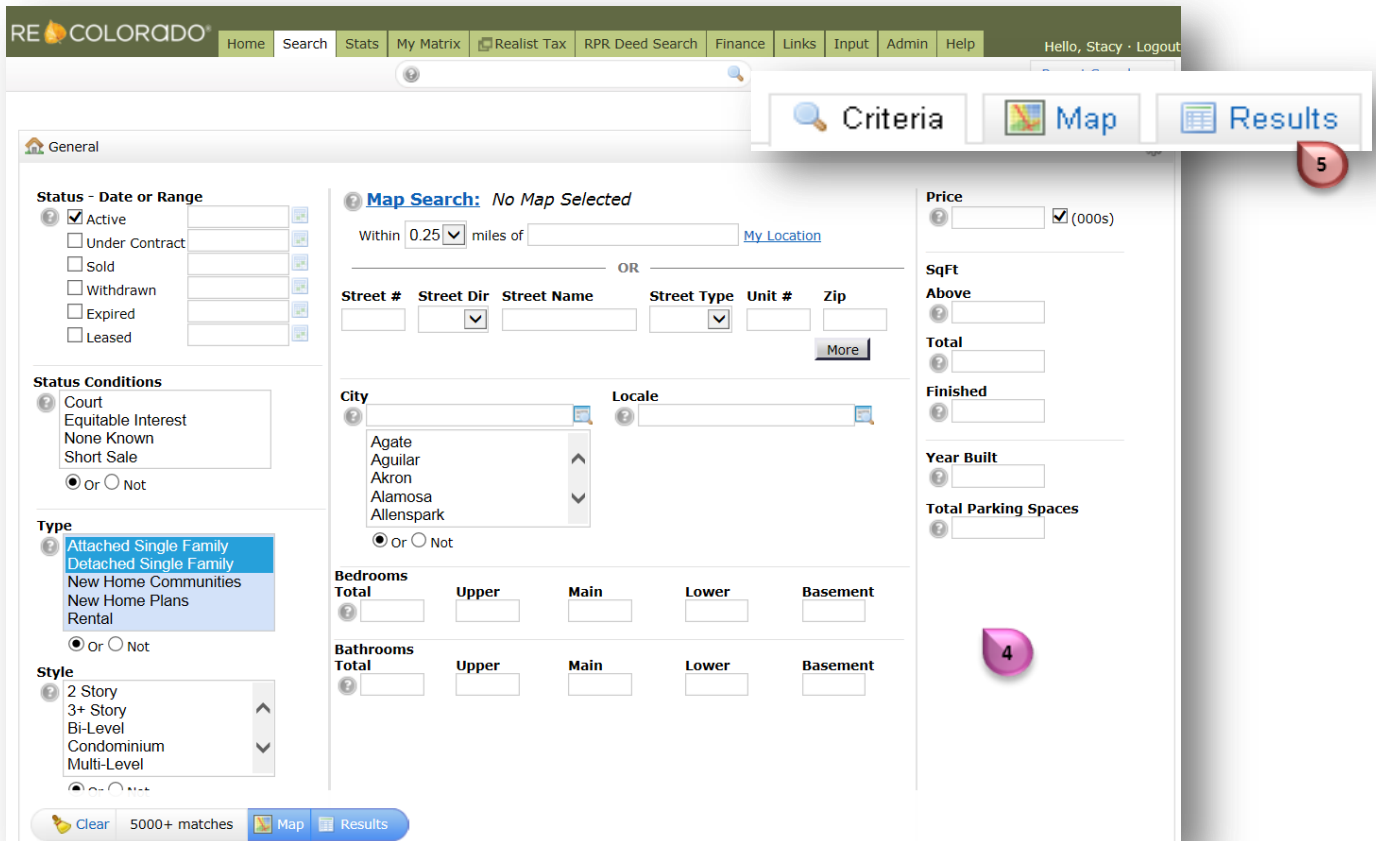 RE COLORADO®
Home Search Stats My Matrix Realist Tax RPR Deed Search Finance Links Input Admin Help
Hello, Stacy · Logout
Criteria Map Results
5
General
Status - Date or Range
Active
Under Contract
Sold
Withdrawn
Expired
Leased
Status Conditions
Court
Equitable Interest
None Known
Short Sale
Or Not
Type
Attached Single Family
Detached Single Family
New Home Communities
New Home Plans
Rental
Or Not
Style
2 Story
3+ Story
Bi-Level
Condominium
Multi-Level
Or Not
Map Search: No Map Selected
Within 0.25 miles of My Location
OR
Street # Street Dir Street Name Street Type Unit # Zip
More
City Locale
Agate
Aguilar
Akron
Alamosa
Allenspark
Or Not
Bedrooms
Total Upper Main Lower Basement
Bathrooms
Total Upper Main Lower Basement
Price
(000s)
SqFt
Above
Total
Finished
Year Built
Total Parking Spaces
4
Clear 5000+ matches Map Results